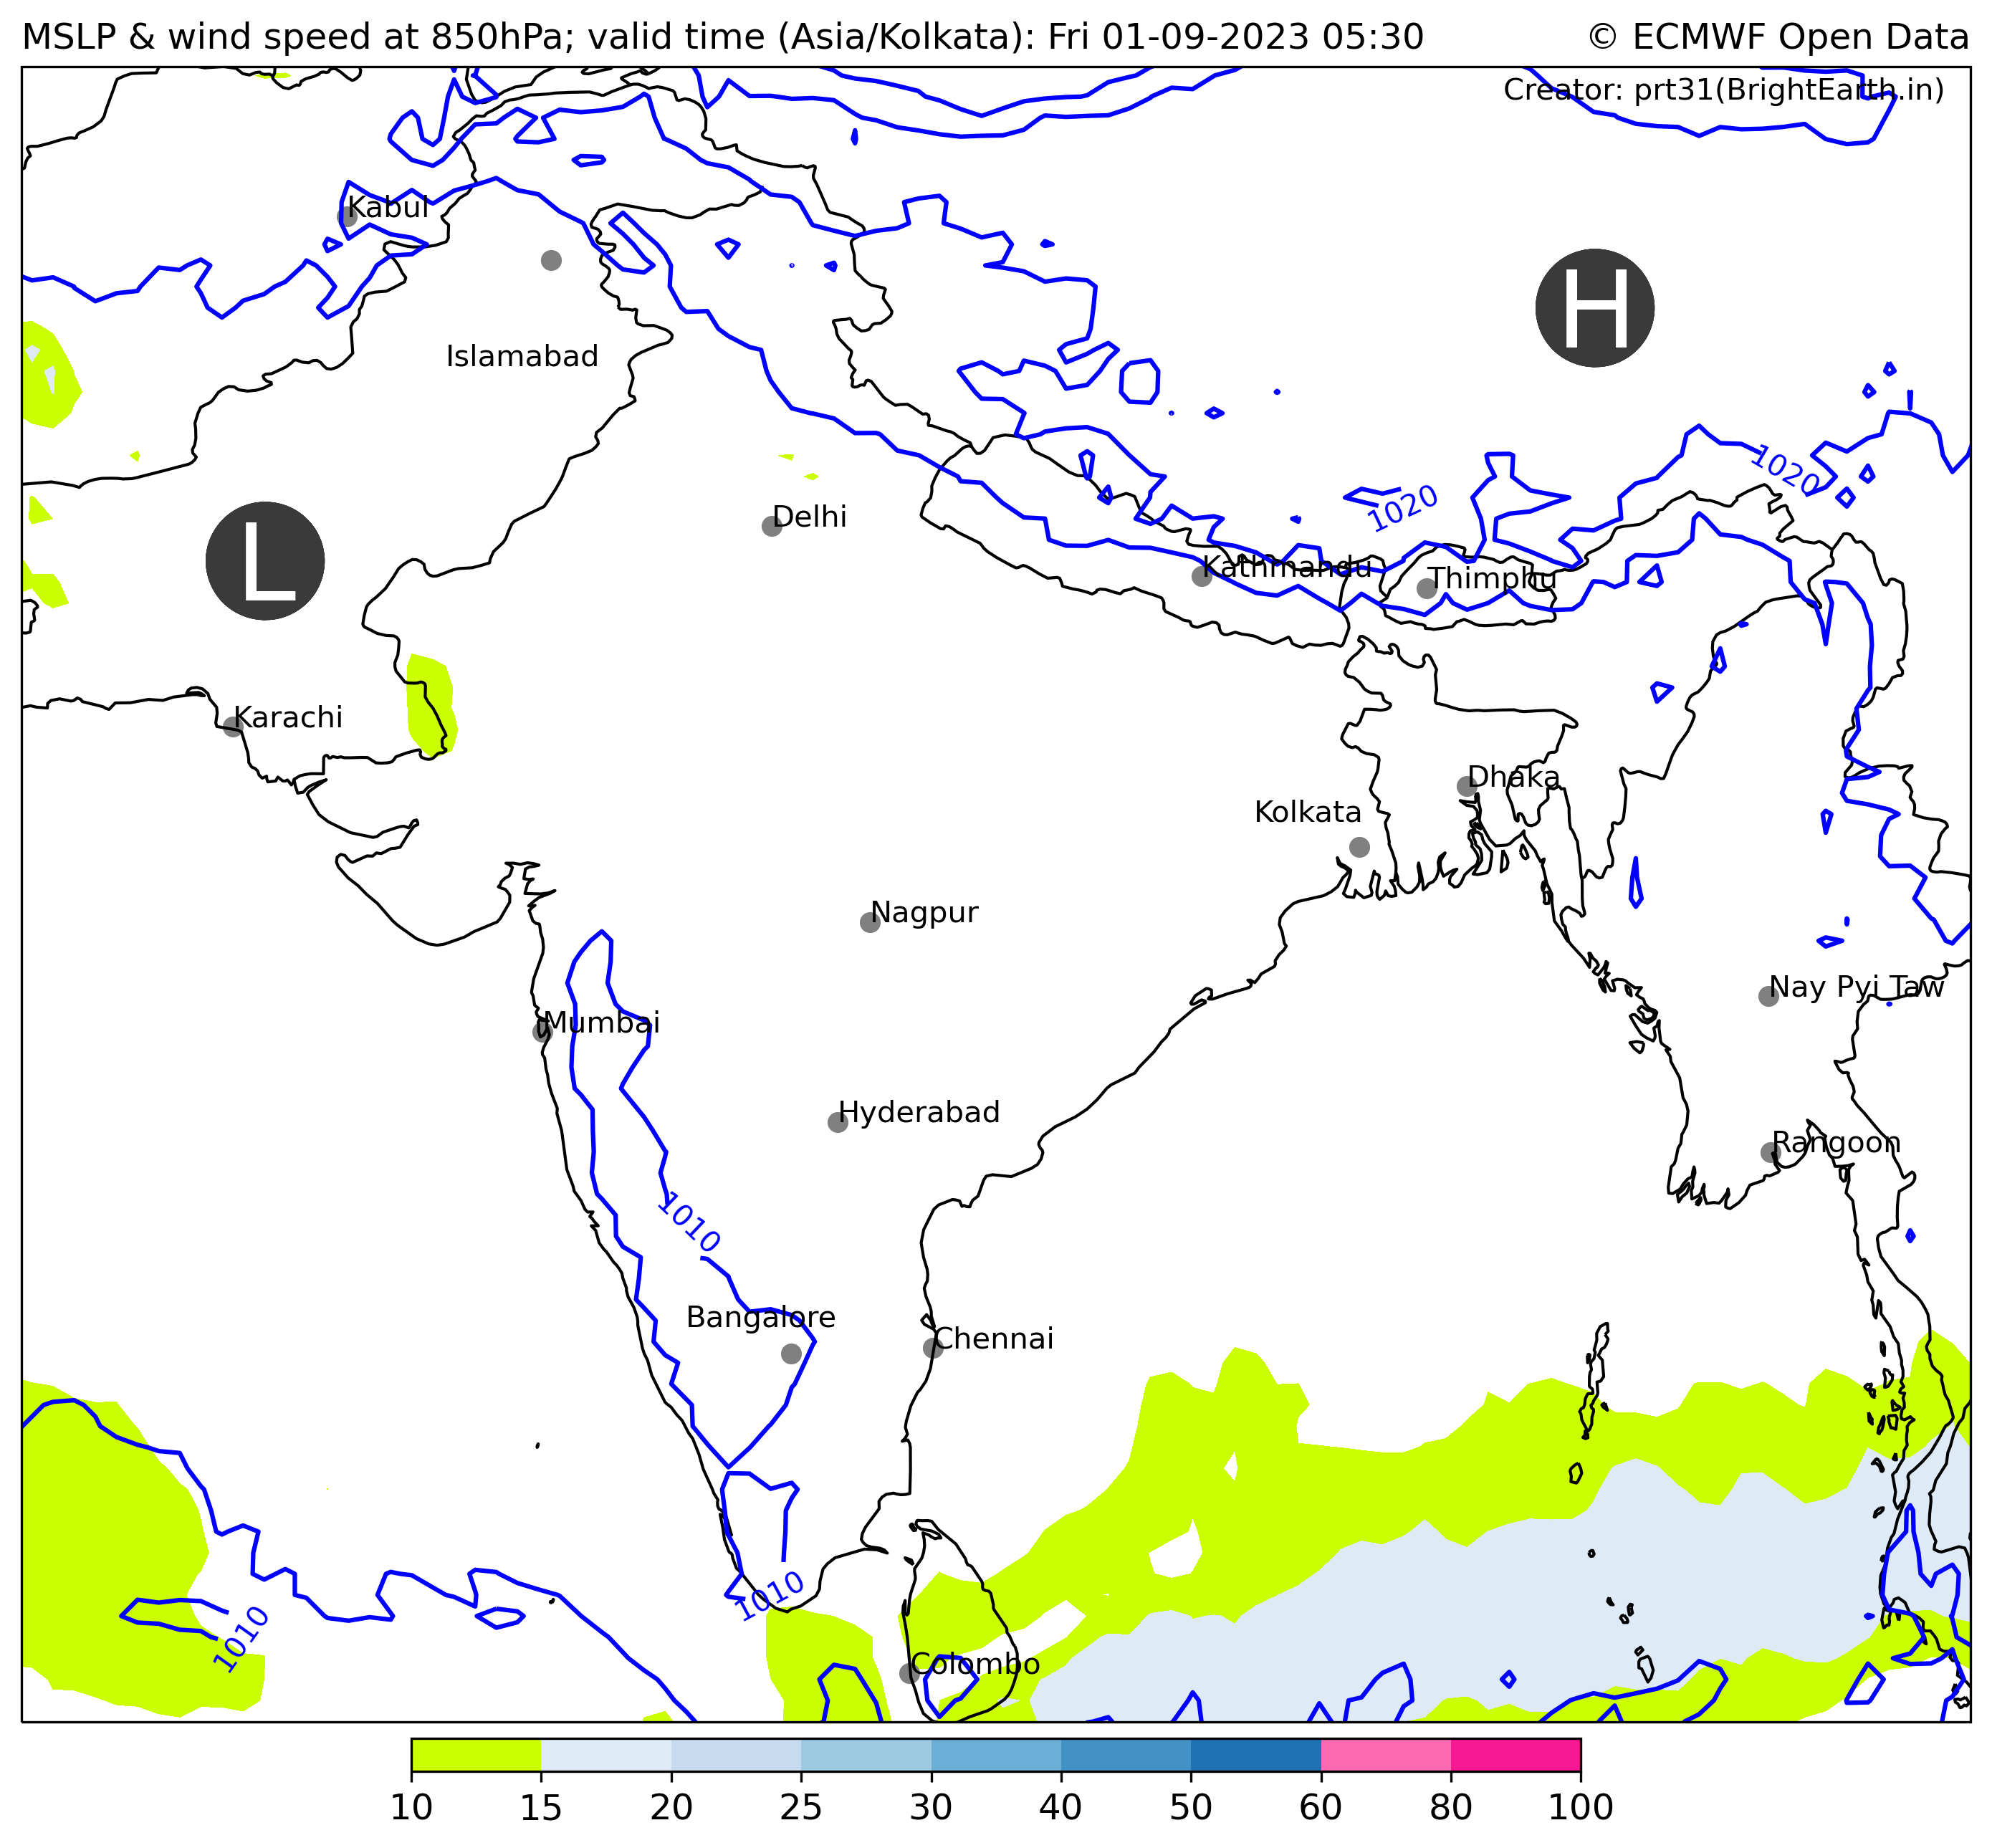 MSLP & wind speed at 850hPa; valid time (Asia/Kolkata): Fri 01-09-2023 05:30 © ECMWF Open Data
Creator: prt31(BrightEarth.in)
Kabul
H
Islamabad
1020
1020
Delhi
L
Kathmandu
Thimphu
Karachi
Dhaka
Kolkata
Nagpur
Nay Pyi Taw
Mumbai
Hyderabad
Rangoon
1010
Bangalore
Chennai
1010
1010
Colombo
10 15 20 25 30 40 50 60 80 100